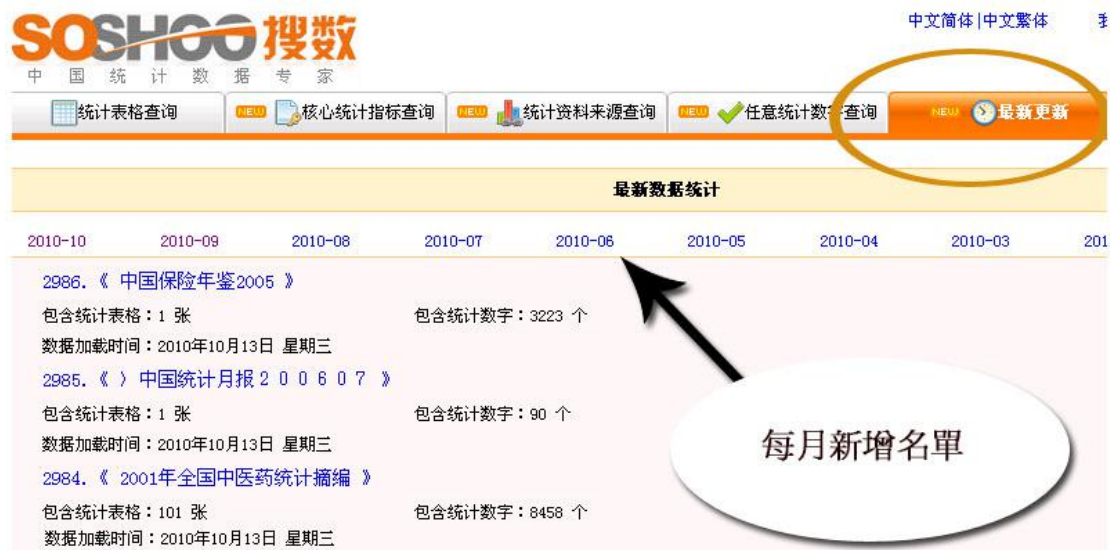 中文简体|中文繁体
SOSHOO搜数
中国统计数据专家
统计表格查询 NEW 核心统计指标查询 NEW 统计资料来源查询 NEW 任意统计数字查询 NEW 最新更新
最新数据统计
2010-10 2010-09 2010-08 2010-07 2010-06 2010-05 2010-04 2010-03 201
2986.《 中国保险年鉴2005 》
包含统计表格：1 张 包含统计数字：3223 个
数据加载时间：2010年10月13日 星期三
2985.《 〉中国统计月报２００６０７ 》
包含统计表格：1 张 包含统计数字：90 个
数据加载时间：2010年10月13日 星期三
每月新增名單
2984.《 2001年全国中医药统计摘编 》
包含统计表格：101 张 包含统计数字：8458 个
数据加载时间：2010年10月13日 星期三